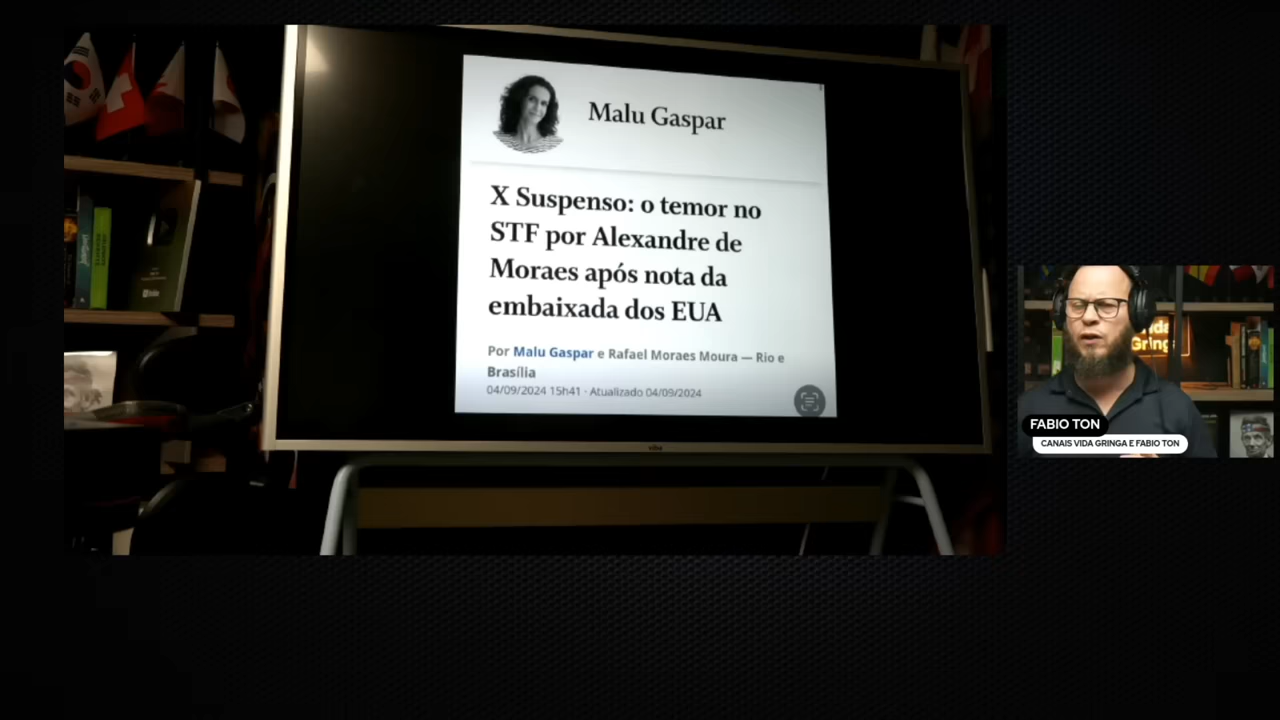 Malu Gaspar
X Suspenso: o temor no
STF por Alexandre de
Moraes após nota da
embaixada dos EUA
Por Malu Gaspar e Rafael Moraes Moura — Rio e
Brasília
04/09/2024 15h41 · Atualizado 04/09/2024
FABIO TON
CANAIS VIDA GRINGA E FABIO TON